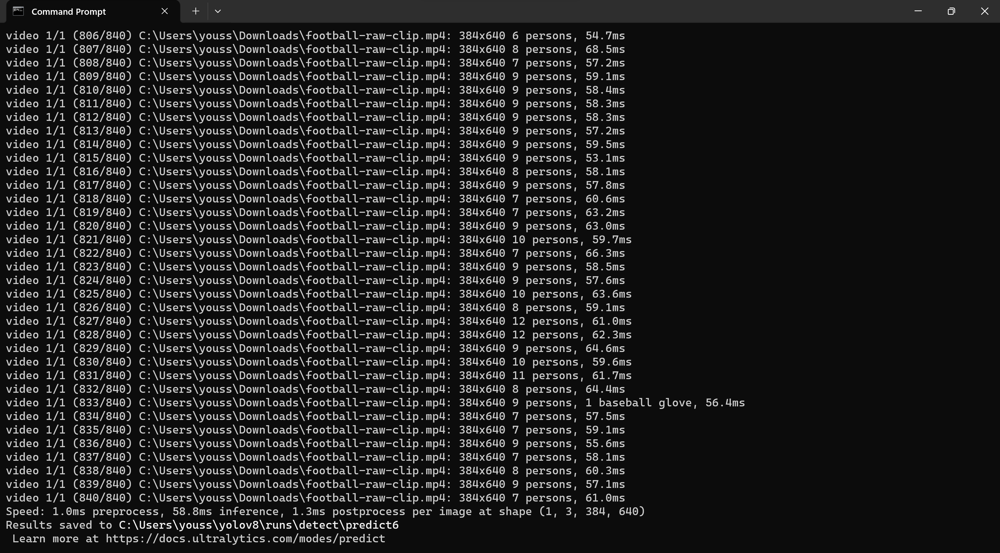 Command Prompt
video 1/1 (806/840) C:\Users\youss\Downloads\football-raw-clip.mp4: 384x640 6 persons, 54.7ms
video 1/1 (807/840) C:\Users\youss\Downloads\football-raw-clip.mp4: 384x640 8 persons, 68.5ms
video 1/1 (808/840) C:\Users\youss\Downloads\football-raw-clip.mp4: 384x640 7 persons, 57.2ms
video 1/1 (809/840) C:\Users\youss\Downloads\football-raw-clip.mp4: 384x640 9 persons, 59.1ms
video 1/1 (810/840) C:\Users\youss\Downloads\football-raw-clip.mp4: 384x640 9 persons, 58.4ms
video 1/1 (811/840) C:\Users\youss\Downloads\football-raw-clip.mp4: 384x640 9 persons, 58.3ms
video 1/1 (812/840) C:\Users\youss\Downloads\football-raw-clip.mp4: 384x640 9 persons, 58.3ms
video 1/1 (813/840) C:\Users\youss\Downloads\football-raw-clip.mp4: 384x640 9 persons, 57.2ms
video 1/1 (814/840) C:\Users\youss\Downloads\football-raw-clip.mp4: 384x640 9 persons, 59.5ms
video 1/1 (815/840) C:\Users\youss\Downloads\football-raw-clip.mp4: 384x640 9 persons, 53.1ms
video 1/1 (816/840) C:\Users\youss\Downloads\football-raw-clip.mp4: 384x640 8 persons, 58.1ms
video 1/1 (817/840) C:\Users\youss\Downloads\football-raw-clip.mp4: 384x640 9 persons, 57.8ms
video 1/1 (818/840) C:\Users\youss\Downloads\football-raw-clip.mp4: 384x640 7 persons, 60.6ms
video 1/1 (819/840) C:\Users\youss\Downloads\football-raw-clip.mp4: 384x640 7 persons, 63.2ms
video 1/1 (820/840) C:\Users\youss\Downloads\football-raw-clip.mp4: 384x640 9 persons, 63.0ms
video 1/1 (821/840) C:\Users\youss\Downloads\football-raw-clip.mp4: 384x640 10 persons, 59.7ms
video 1/1 (822/840) C:\Users\youss\Downloads\football-raw-clip.mp4: 384x640 7 persons, 66.3ms
video 1/1 (823/840) C:\Users\youss\Downloads\football-raw-clip.mp4: 384x640 9 persons, 58.5ms
video 1/1 (824/840) C:\Users\youss\Downloads\football-raw-clip.mp4: 384x640 9 persons, 57.6ms
video 1/1 (825/840) C:\Users\youss\Downloads\football-raw-clip.mp4: 384x640 10 persons, 63.6ms
video 1/1 (826/840) C:\Users\youss\Downloads\football-raw-clip.mp4: 384x640 8 persons, 59.1ms
video 1/1 (827/840) C:\Users\youss\Downloads\football-raw-clip.mp4: 384x640 12 persons, 61.0ms
video 1/1 (828/840) C:\Users\youss\Downloads\football-raw-clip.mp4: 384x640 12 persons, 62.3ms
video 1/1 (829/840) C:\Users\youss\Downloads\football-raw-clip.mp4: 384x640 9 persons, 64.6ms
video 1/1 (830/840) C:\Users\youss\Downloads\football-raw-clip.mp4: 384x640 10 persons, 59.6ms
video 1/1 (831/840) C:\Users\youss\Downloads\football-raw-clip.mp4: 384x640 11 persons, 61.7ms
video 1/1 (832/840) C:\Users\youss\Downloads\football-raw-clip.mp4: 384x640 8 persons, 64.4ms
video 1/1 (833/840) C:\Users\youss\Downloads\football-raw-clip.mp4: 384x640 9 persons, 1 baseball glove, 56.4ms
video 1/1 (834/840) C:\Users\youss\Downloads\football-raw-clip.mp4: 384x640 7 persons, 57.5ms
video 1/1 (835/840) C:\Users\youss\Downloads\football-raw-clip.mp4: 384x640 7 persons, 59.1ms
video 1/1 (836/840) C:\Users\youss\Downloads\football-raw-clip.mp4: 384x640 9 persons, 55.6ms
video 1/1 (837/840) C:\Users\youss\Downloads\football-raw-clip.mp4: 384x640 7 persons, 58.1ms
video 1/1 (838/840) C:\Users\youss\Downloads\football-raw-clip.mp4: 384x640 8 persons, 60.3ms
video 1/1 (839/840) C:\Users\youss\Downloads\football-raw-clip.mp4: 384x640 9 persons, 57.1ms
video 1/1 (840/840) C:\Users\youss\Downloads\football-raw-clip.mp4: 384x640 7 persons, 61.0ms
Speed: 1.0ms preprocess, 58.8ms inference, 1.3ms postprocess per image at shape (1, 3, 384, 640)
Results saved to C:\Users\youss\yolov8\runs\detect\predict6
Learn more at https://docs.ultralytics.com/modes/predict